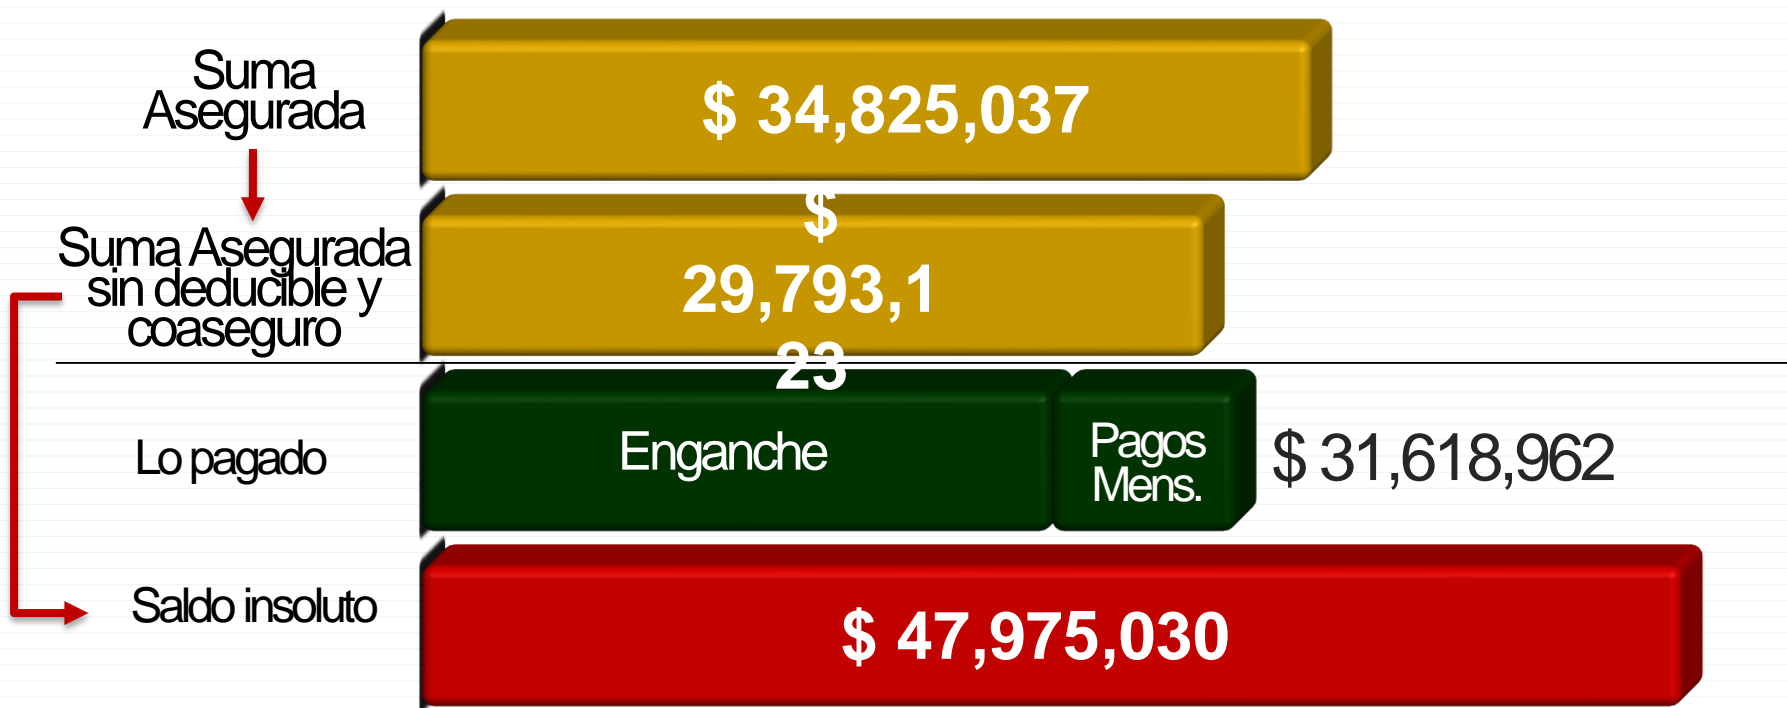 Suma
Asegurada
$ 34,825,037
Suma Asegurada
sin deducible y
coaseguro
$
29,793,1
23
Lo pagado
Enganche
Pagos
Mens.
$ 31,618,962
Saldo insoluto
$ 47,975,030